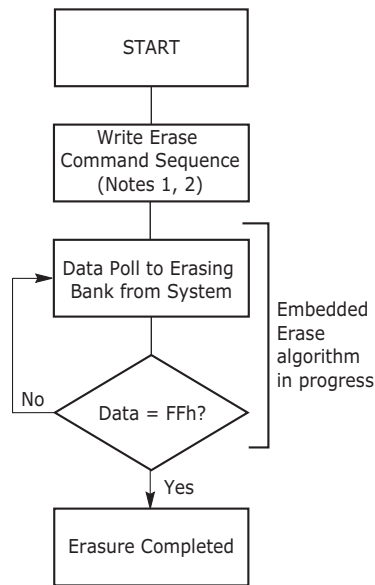 START
Write Erase
Command Sequence
(Notes 1, 2)
Data Poll to Erasing
Bank from System
Embedded
Erase
algorithm
in progress
No
Data = FFh?
Yes
Erasure Completed